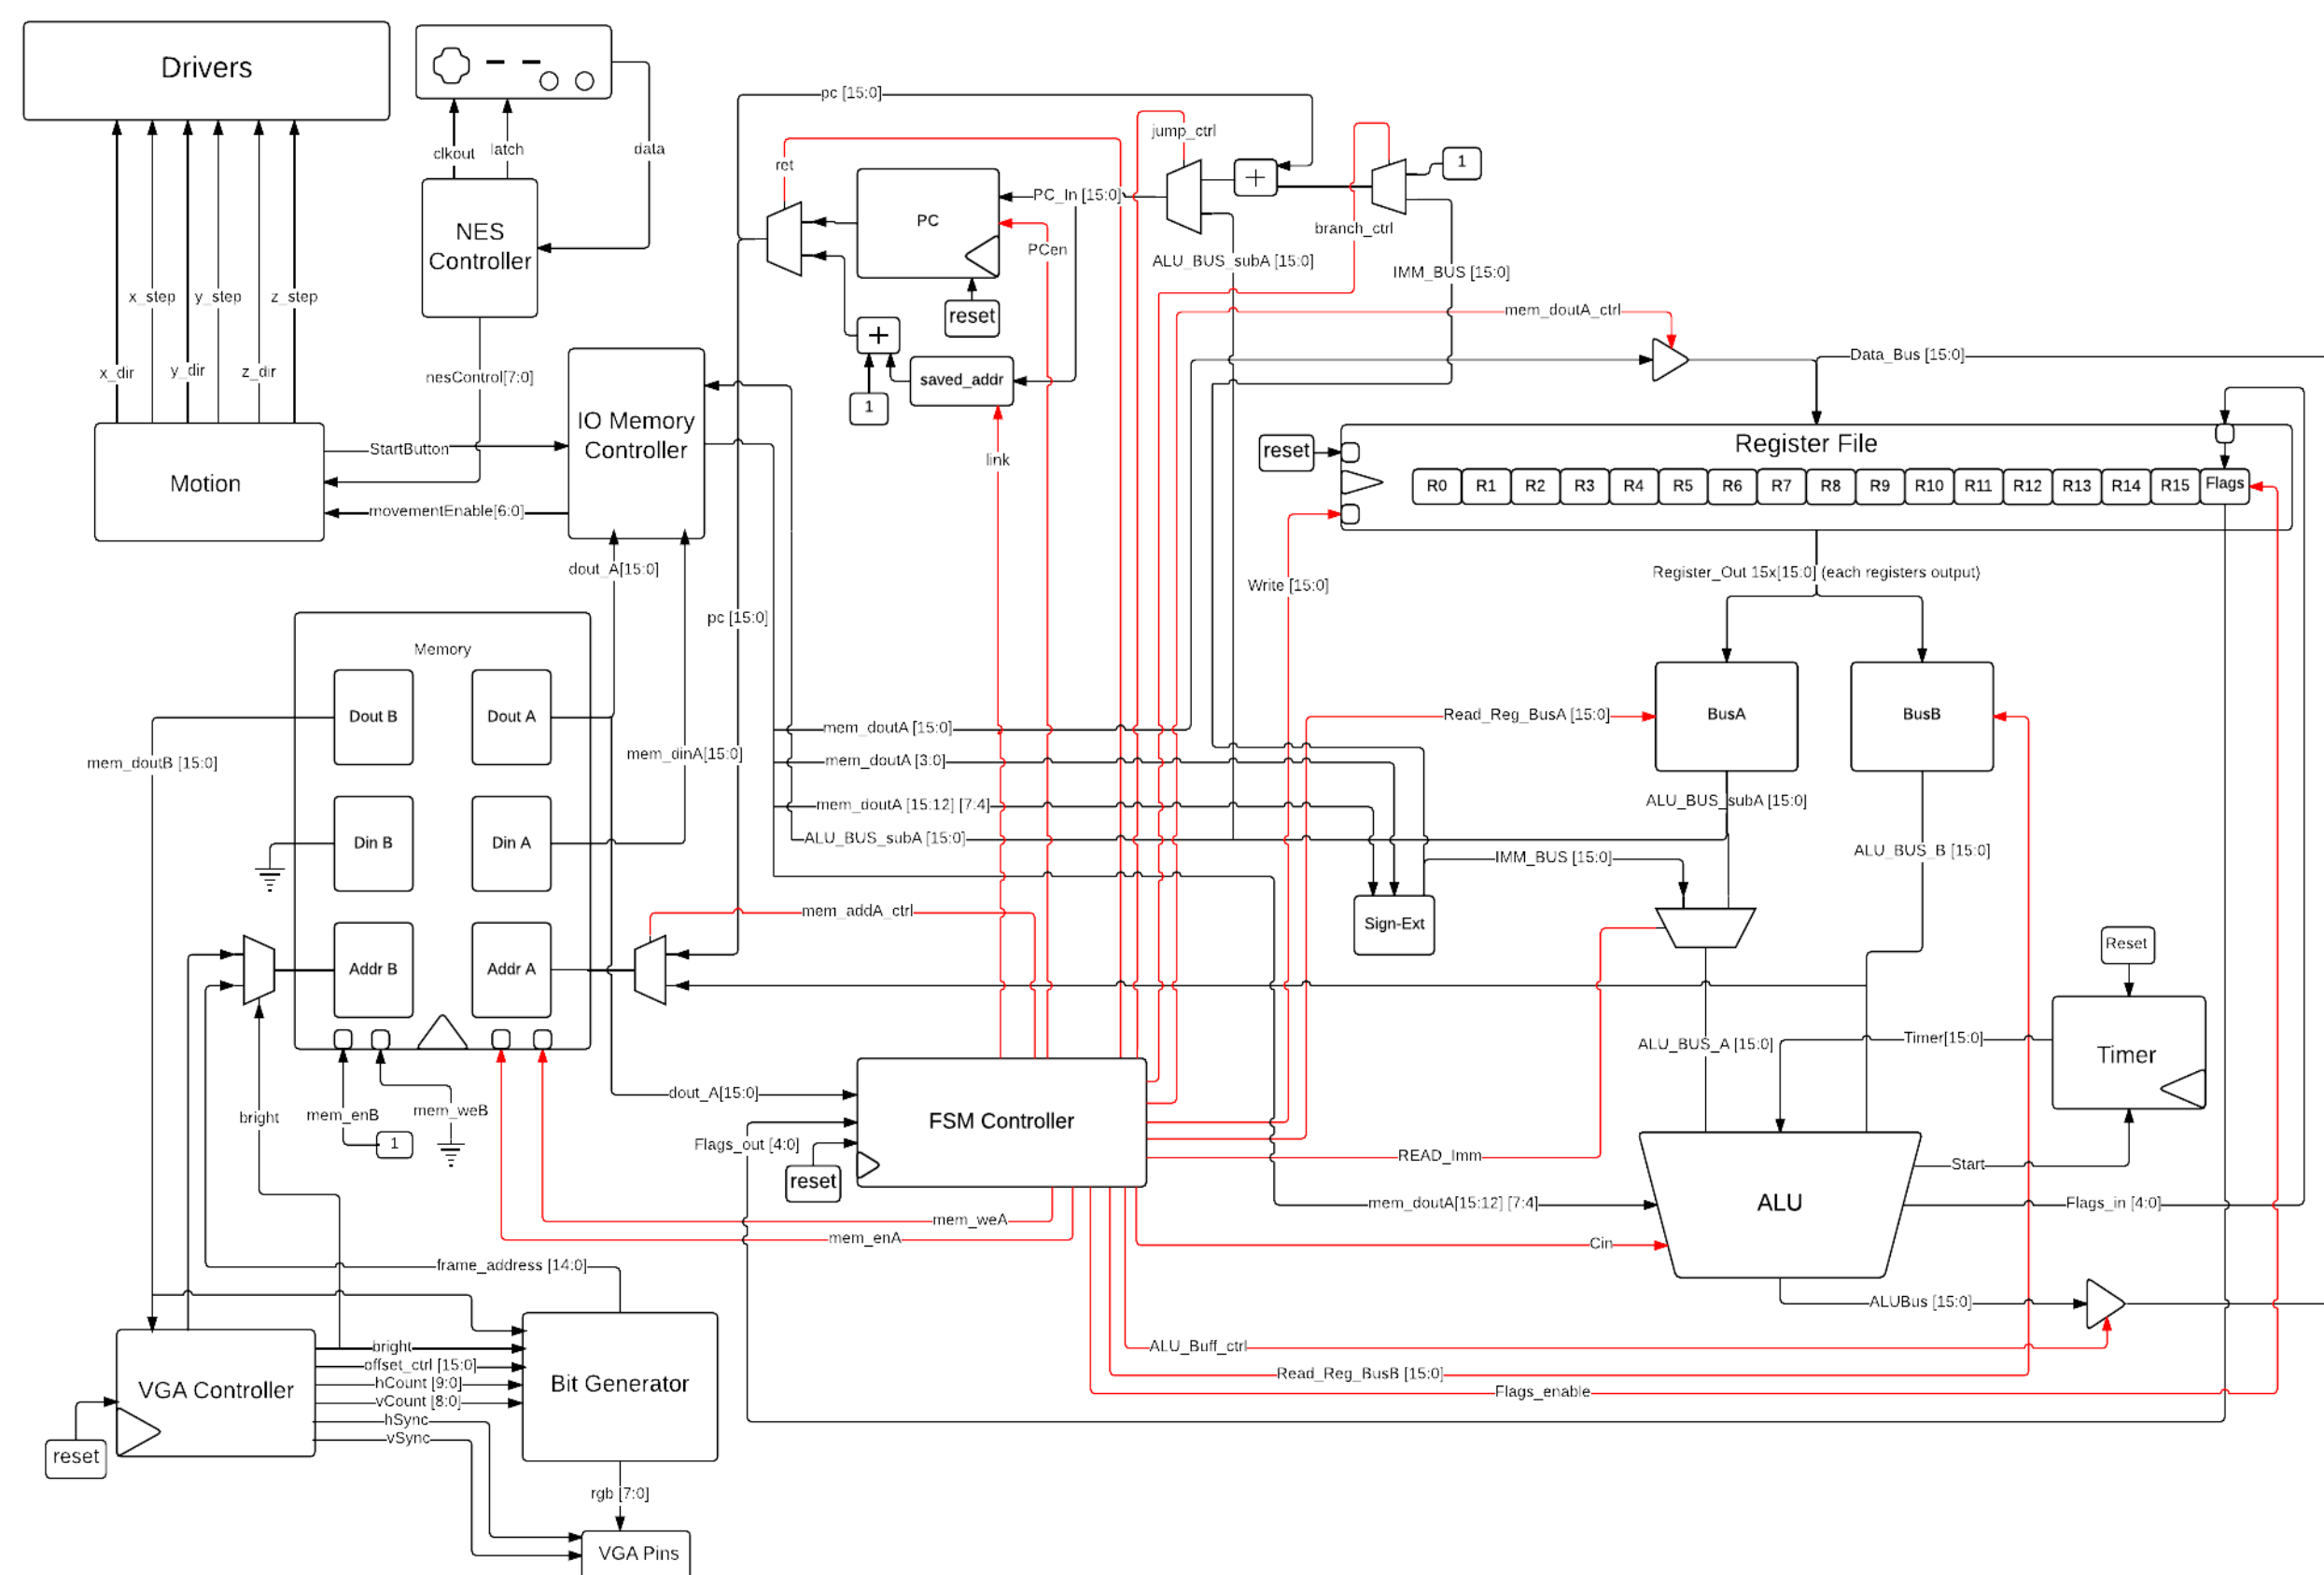 Drivers
clkout
latch
data
NES
Controller
x_step
y_step
z_step
x_dir
y_dir
z_dir
nesControl[7:0]
Motion
StartButton
movementEnable[6:0]
IO Memory
Controller
dout_A[15:0]
mem_dinA[15:0]
pc [15:0]
ret
PC
PC_In [15:0]
PCen
reset
+
1
saved_addr
link
jump_ctrl
+
1
branch_ctrl
ALU_BUS_subA [15:0]
IMM_BUS [15:0]
mem_doutA_ctrl
Data_Bus [15:0]
reset
Register File
R0
R1
R2
R3
R4
R5
R6
R7
R8
R9
R10
R11
R12
R13
R14
R15
Flags
Write [15:0]
Register_Out 15x[15:0] (each registers output)
pc [15:0]
Memory
Dout B
Dout A
Din B
Din A
Addr B
Addr A
mem_doutB [15:0]
mem_doutA [15:0]
mem_doutA [3:0]
mem_doutA [15:12] [7:4]
ALU_BUS_subA [15:0]
Read_Reg_BusA [15:0]
BusA
BusB
ALU_BUS_subA [15:0]
ALU_BUS_B [15:0]
IMM_BUS [15:0]
Sign-Ext
mem_addA_ctrl
Reset
Timer
Timer[15:0]
ALU_BUS_A [15:0]
bright
mem_enB
mem_weB
1
dout_A[15:0]
Flags_out [4:0]
reset
FSM Controller
READ_Imm
mem_doutA[15:12] [7:4]
Cin
ALU
Start
Flags_in [4:0]
mem_weA
mem_enA
frame_address [14:0]
ALUBus [15:0]
ALU_Buff_ctrl
Read_Reg_BusB [15:0]
Flags_enable
VGA Controller
bright
offset_ctrl [15:0]
hCount [9:0]
vCount [8:0]
hSync
vSync
Bit Generator
reset
rgb [7:0]
VGA Pins